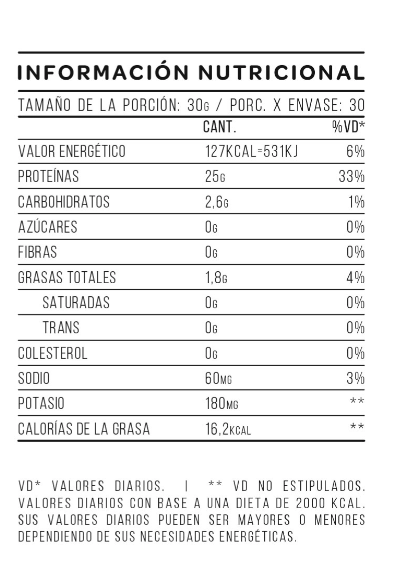 INFORMACIÓN NUTRICIONAL
TAMAÑO DE LA PORCIÓN: 30G / PORC. X ENVASE: 30
CANT. %VD*
VALOR ENERGÉTICO 127KCAL=531KJ 6%
PROTEÍNAS 25G 33%
CARBOHIDRATOS 2,6G 1%
AZÚCARES 0G 0%
FIBRAS 0G 0%
GRASAS TOTALES 1,8G 4%
SATURADAS 0G 0%
TRANS 0G 0%
COLESTEROL 0G 0%
SODIO 60MG 3%
POTASIO 180MG **
CALORÍAS DE LA GRASA 16,2KCAL **
VD* VALORES DIARIOS. | ** VD NO ESTIPULADOS.
VALORES DIARIOS CON BASE A UNA DIETA DE 2000 KCAL.
SUS VALORES DIARIOS PUEDEN SER MAYORES O MENORES
DEPENDIENDO DE SUS NECESIDADES ENERGÉTICAS.